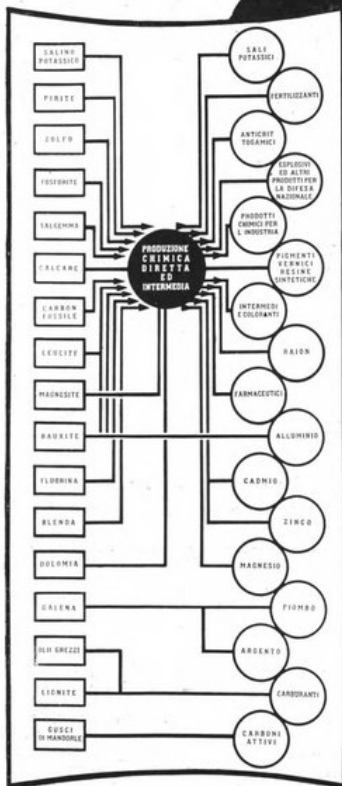 SALINO
POTASSICO
PIRITE
ZOLFO
FOSFORITE
SALGEMMA
CALCARE
CARBON
FOSSILE
LEUCITE
MAGNESITE
BAUXITE
FLUORINA
BLENDA
DOLOMIA
GALENA
OLII GREZZI
LIGNITE
GUSCI
DI MANDORLE
PRODUZIONE
CHIMICA
DIRETTA
ED
INTERMEDIA
SALI
POTASSICI
FERTILIZZANTI
ANTICRIT
TOGAMICI
ESPLOSIVI
ED ALTRI
PRODOTTI PER
LA DIFESA
NAZIONALE
PRODOTTI
CHIMICI PER
L INDUSTRIA
PIGMENTI
VERNICI
RESINE
SINTETICHE
INTERMEDI
E COLORANTI
RAION
FARMACEUTICI
ALLUMINIO
CADMIO
ZINCO
MAGNESIO
PIOMBO
ARGENTO
CARBURANTI
CARBONI
ATTIVI